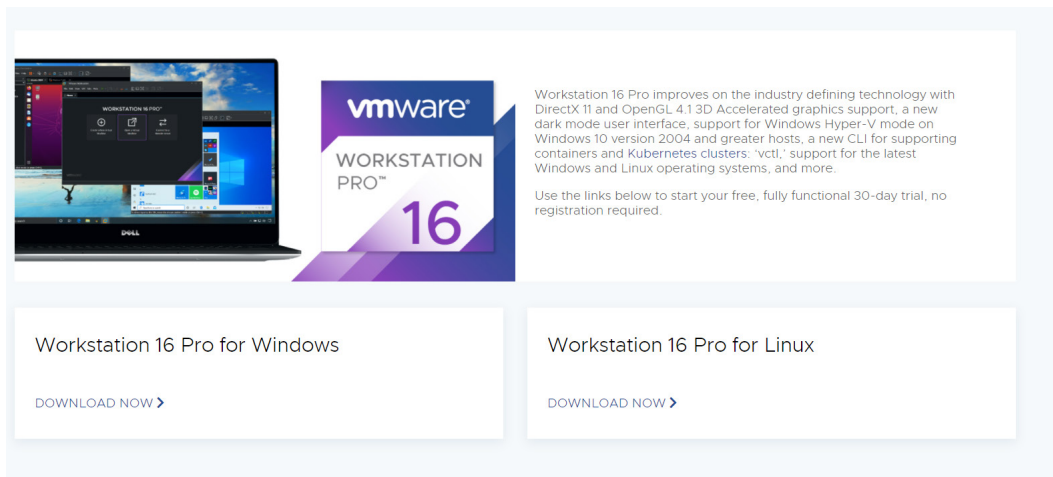 WORKSTATION 16 PRO™
DELL
vmware®
WORKSTATION
PRO™
16
Workstation 16 Pro improves on the industry defining technology with
DirectX 11 and OpenGL 4.1 3D Accelerated graphics support, a new
dark mode user interface, support for Windows Hyper-V mode on
Windows 10 version 2004 and greater hosts, a new CLI for supporting
containers and Kubernetes clusters: ‘vctl,’ support for the latest
Windows and Linux operating systems, and more.
Use the links below to start your free, fully functional 30-day trial, no
registration required.
Workstation 16 Pro for Windows
DOWNLOAD NOW
Workstation 16 Pro for Linux
DOWNLOAD NOW